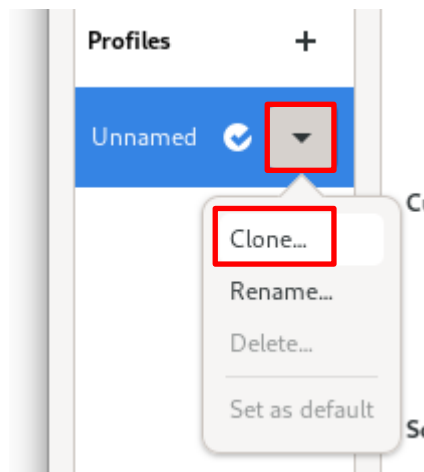 Profiles +
Unnamed
Clone...
Rename...
Delete...
Set as default